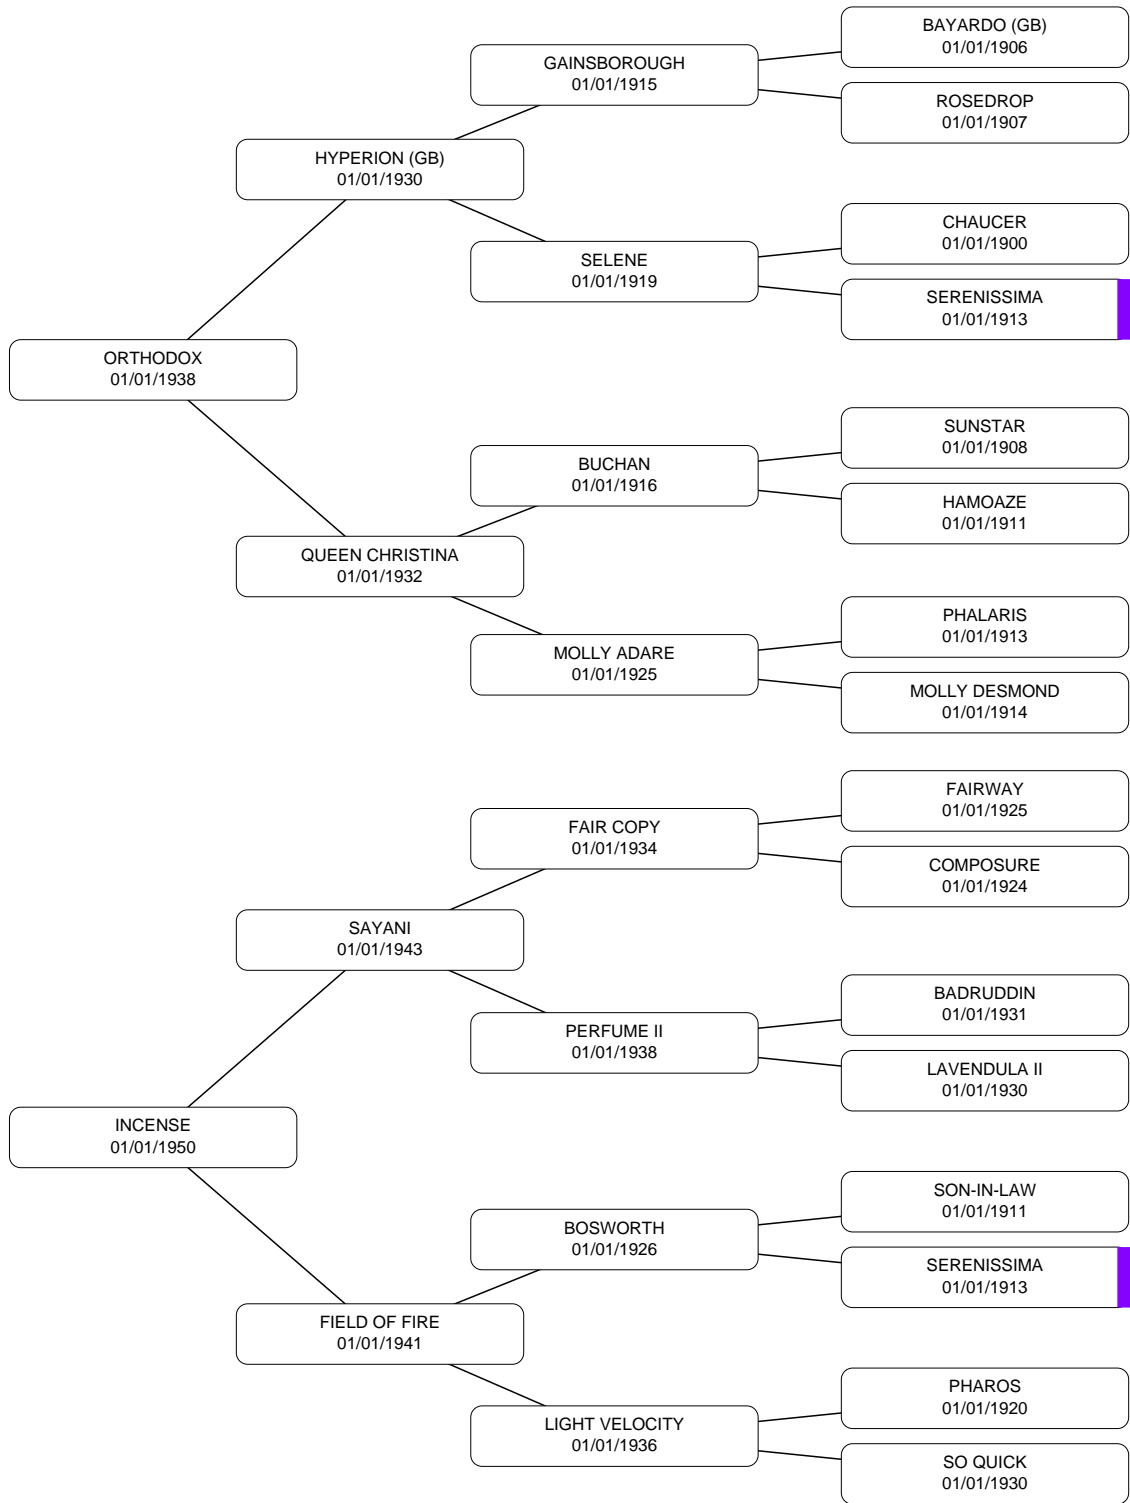 BAYARDO (GB)
01/01/1906
GAINSBOROUGH
01/01/1915
ROSEDROP
01/01/1907
HYPERION (GB)
01/01/1930
CHAUCER
01/01/1900
SELENE
01/01/1919
SERENISSIMA
01/01/1913
ORTHODOX
01/01/1938
SUNSTAR
01/01/1908
BUCHAN
01/01/1916
HAMOAZE
01/01/1911
QUEEN CHRISTINA
01/01/1932
PHALARIS
01/01/1913
MOLLY ADARE
01/01/1925
MOLLY DESMOND
01/01/1914
FAIRWAY
01/01/1925
FAIR COPY
01/01/1934
COMPOSURE
01/01/1924
SAYANI
01/01/1943
BADRUDDIN
01/01/1931
PERFUME II
01/01/1938
LAVENDULA II
01/01/1930
INCENSE
01/01/1950
SON-IN-LAW
01/01/1911
BOSWORTH
01/01/1926
SERENISSIMA
01/01/1913
FIELD OF FIRE
01/01/1941
PHAROS
01/01/1920
LIGHT VELOCITY
01/01/1936
SO QUICK
01/01/1930